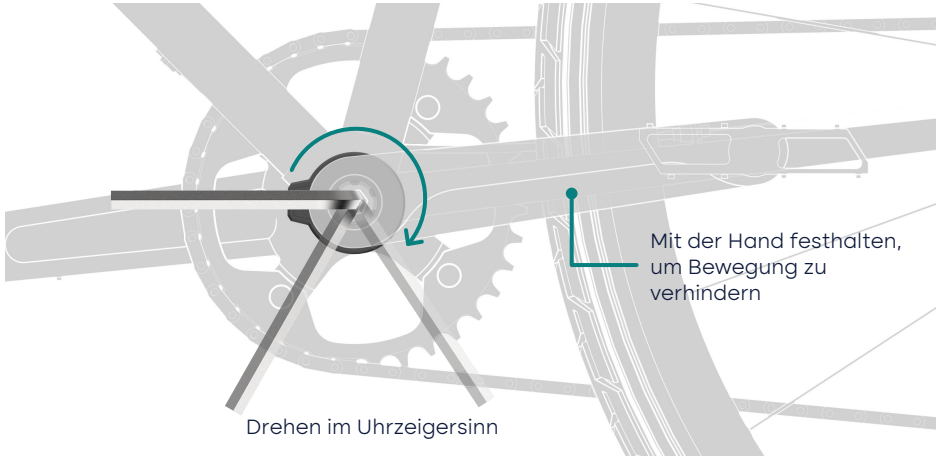 Mit der Hand festhalten,
um Bewegung zu
verhindern
Drehen im Uhrzeigersinn